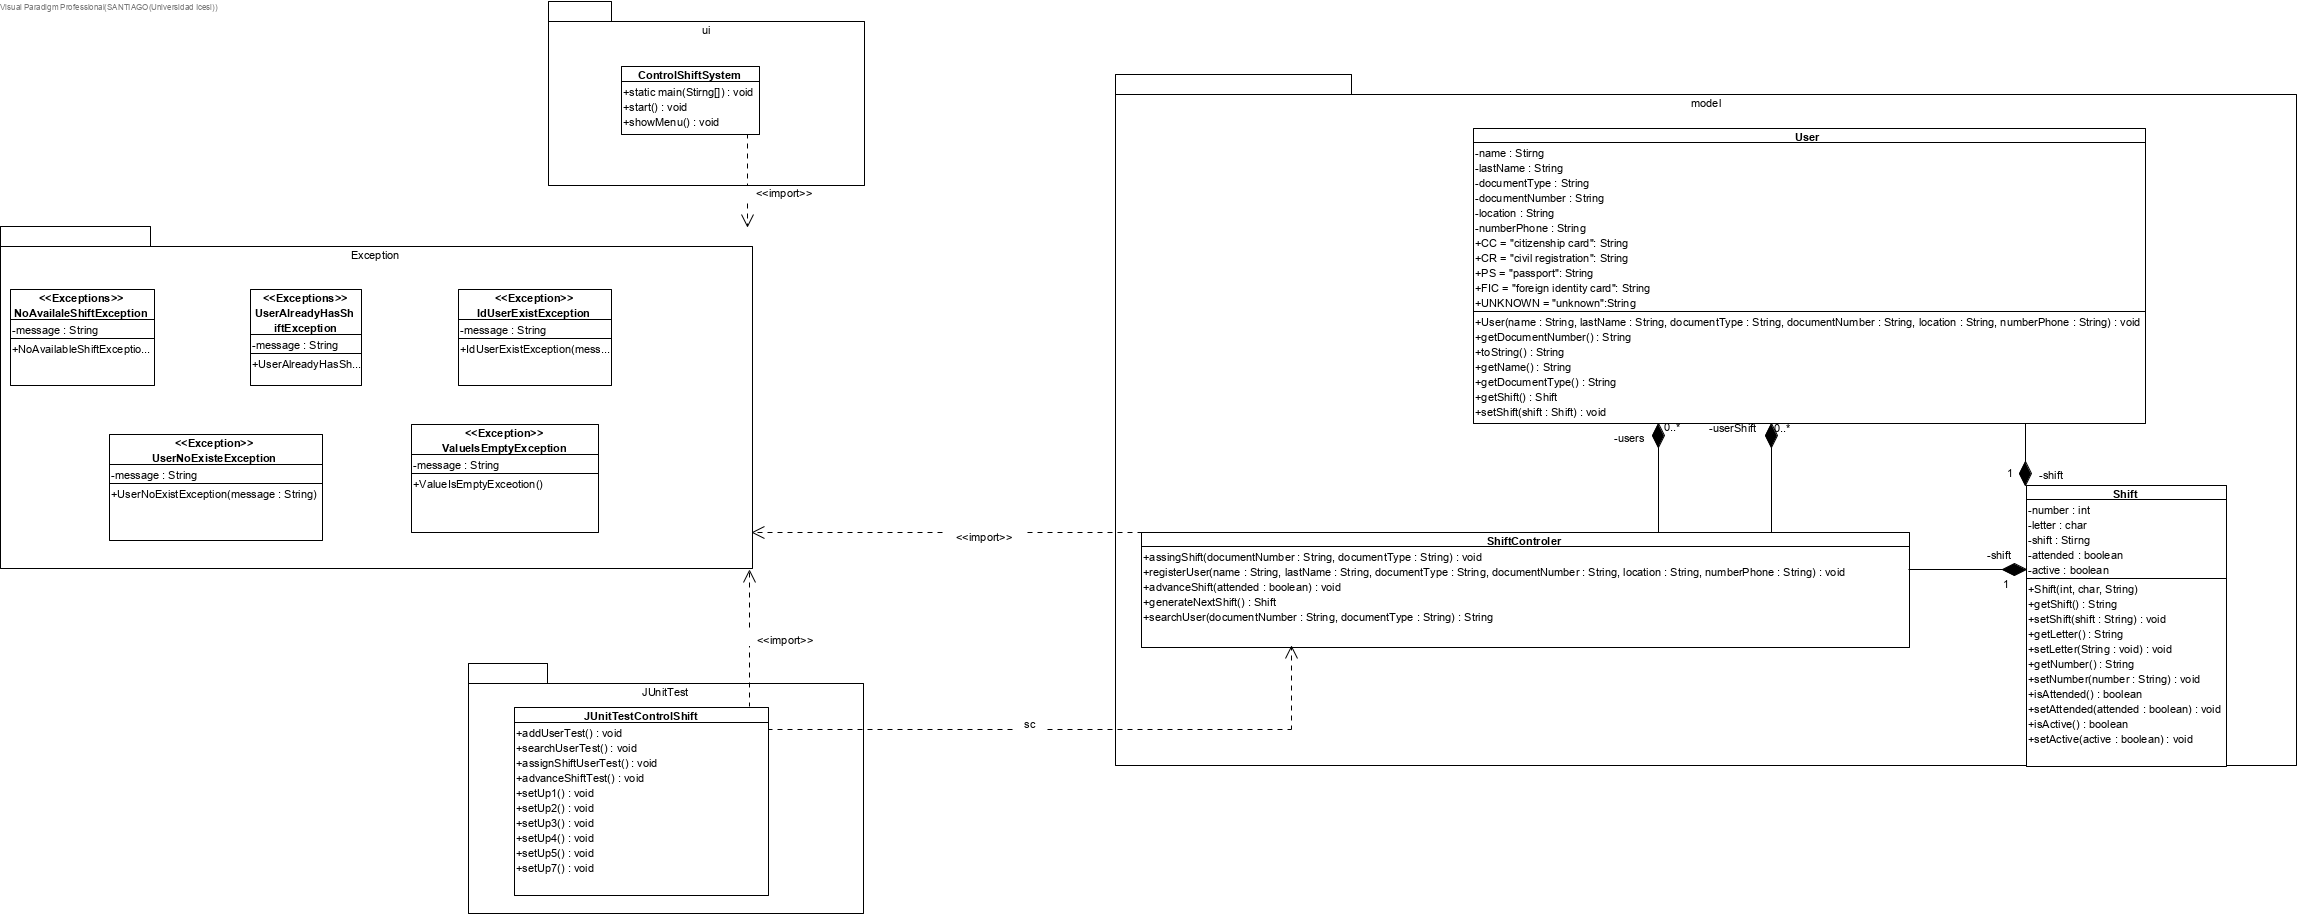 Visual Paradigm Professional(SANTIAGO(Universidad Icesi))
ui
ControlShiftSystem
+static main(Stirng[]) : void
+start() : void
+showMenu() : void
<<import>>
Exception
<<Exceptions>>
NoAvailaleShiftException
-message : String
+NoAvailableShiftExceptio...
<<Exceptions>>
UserAlreadyHasSh
iftException
-message : String
+UserAlreadyHasSh...
<<Exception>>
IdUserExistException
-message : String
+IdUserExistException(mess...
<<Exception>>
UserNoExisteException
-message : String
+UserNoExistException(message : String)
<<Exception>>
ValueIsEmptyException
-message : String
+ValueIsEmptyExceotion()
<<import>>
<<import>>
JUnitTest
JUnitTestControlShift
+addUserTest() : void
+searchUserTest() : void
+assignShiftUserTest() : void
+advanceShiftTest() : void
+setUp1() : void
+setUp2() : void
+setUp3() : void
+setUp4() : void
+setUp5() : void
+setUp7() : void
sc
model
User
-name : Stirng
-lastName : String
-documentType : String
-documentNumber : String
-location : String
-numberPhone : String
+CC = "citizenship card": String
+CR = "civil registration": String
+PS = "passport": String
+FIC = "foreign identity card": String
+UNKNOWN = "unknown":String
+User(name : String, lastName : String, documentType : String, documentNumber : String, location : String, numberPhone : String) : void
+getDocumentNumber() : String
+toString() : String
+getName() : String
+getDocumentType() : String
+getShift() : Shift
+setShift(shift : Shift) : void
-users
0..*
-userShift
0..*
1
-shift
ShiftControler
+assingShift(documentNumber : String, documentType : String) : void
+registerUser(name : String, lastName : String, documentType : String, documentNumber : String, location : String, numberPhone : String) : void
+advanceShift(attended : boolean) : void
+generateNextShift() : Shift
+searchUser(documentNumber : String, documentType : String) : String
-shift
1
Shift
-number : int
-letter : char
-shift : Stirng
-attended : boolean
-active : boolean
+Shift(int, char, String)
+getShift() : String
+setShift(shift : String) : void
+getLetter() : String
+setLetter(String : void) : void
+getNumber() : String
+setNumber(number : String) : void
+isAttended() : boolean
+setAttended(attended : boolean) : void
+isActive() : boolean
+setActive(active : boolean) : void